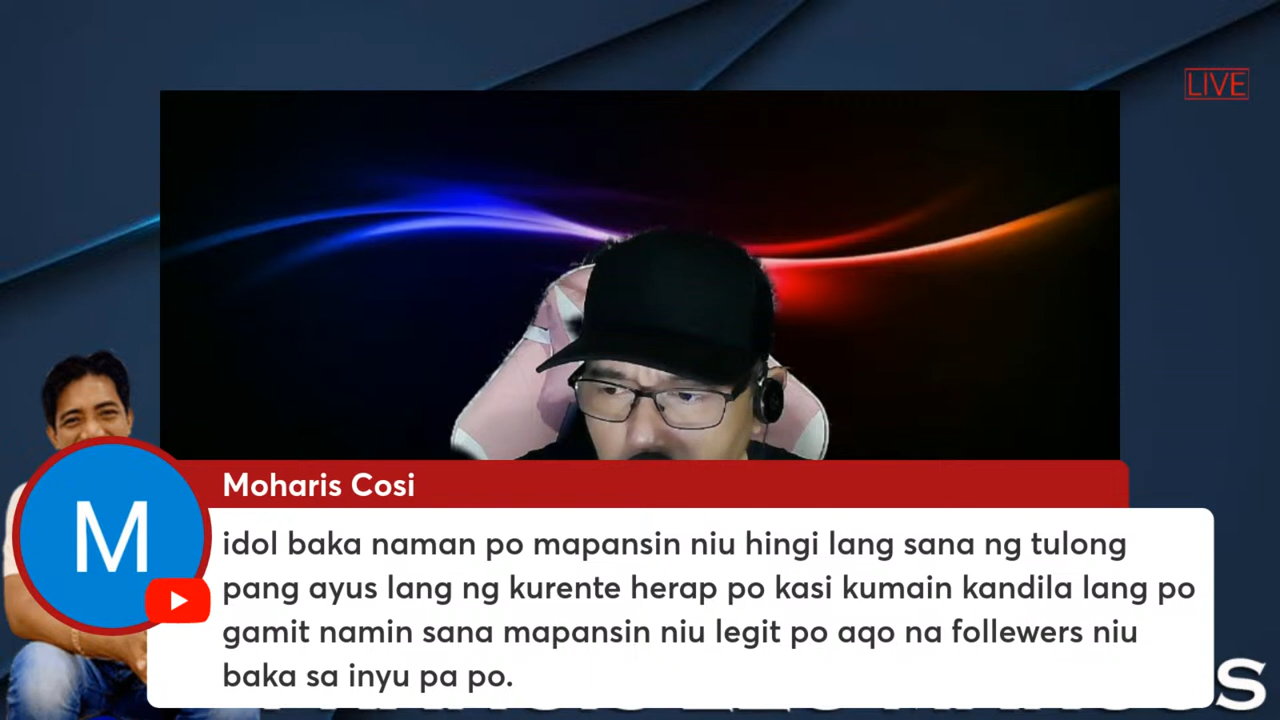 LIVE
Moharis Cosi
M
idol baka naman po mapansin niu hingi lang sana ng tulong
pang ayus lang ng kurente herap po kasi kumain kandila lang po
gamit namin sana mapansin niu legit po aqo na follewers niu
baka sa inyu pa po.